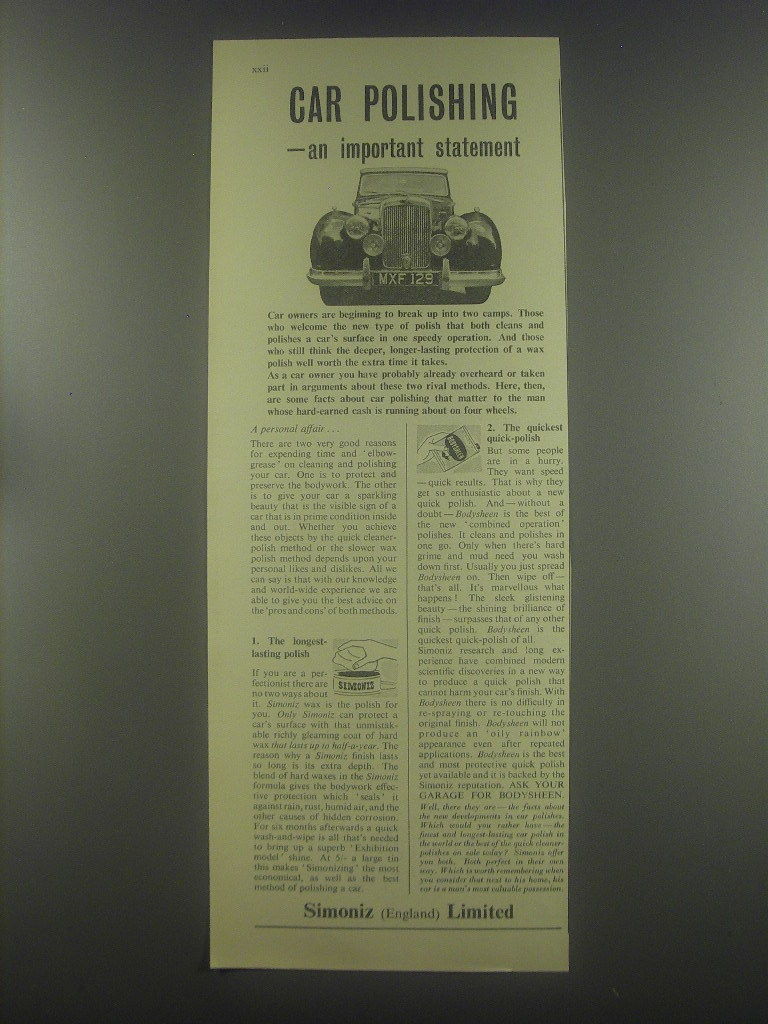 xxii
CAR POLISHING
—an important statement
MXF 129
Car owners are beginning to break up into two camps. Those
who welcome the new type of polish that both cleans and
polishes a car's surface in one speedy operation. And those
who still think the deeper, longer-lasting protection of a wax
polish well worth the extra time it takes.
As a car owner you have probably already overheard or taken
part in arguments about these two rival methods. Here, then,
are some facts about car polishing that matter to the man
whose hard-earned cash is running about on four wheels.
A personal affair . . .
There are two very good reasons
for expending time and 'elbow-
grease' on cleaning and polishing
your car. One is to protect and
preserve the bodywork. The other
is to give your car a sparkling
beauty that is the visible sign of a
car that is in prime condition inside
and out. Whether you achieve
these objects by the quick cleaner-
polish method or the slower wax
polish method depends upon your
personal likes and dislikes. All we
can say is that with our knowledge
and world-wide experience we are
able to give you the best advice on
the 'pros and cons' of both methods.
1. The longest-
lasting polish
SIMONIZ
If you are a per-
fectionist there are
no two ways about
it. Simoniz wax is the polish for
you. Only Simoniz can protect a
car's surface with that unmistak-
able richly gleaming coat of hard
wax that lasts up to half-a-year. The
reason why a Simoniz finish lasts
so long is its extra depth. The
blend of hard waxes in the Simoniz
formula gives the bodywork effec-
tive protection which 'seals' it
against rain, rust, humid air, and the
other causes of hidden corrosion.
For six months afterwards a quick
wash-and-wipe is all that's needed
to bring up a superb 'Exhibition
model' shine. At 5/- a large tin
this makes 'Simonizing' the most
economical, as well as the best
method of polishing a car.
2. The quickest
quick-polish
But some people
are in a hurry.
They want speed
—quick results. That is why they
get so enthusiastic about a new
quick polish. And—without a
doubt—Bodysheen is the best of
the new 'combined operation'
polishes. It cleans and polishes in
one go. Only when there's hard
grime and mud need you wash
down first. Usually you just spread
Bodysheen on. Then wipe off—
that's all. It's marvellous what
happens! The sleek glistening
beauty—the shining brilliance of
finish—surpasses that of any other
quick polish. Bodysheen is the
quickest quick-polish of all.
Simoniz research and long ex-
perience have combined modern
scientific discoveries in a new way
to produce a quick polish that
cannot harm your car's finish. With
Bodysheen there is no difficulty in
re-spraying or re-touching the
original finish. Bodysheen will not
produce an 'oily rainbow'
appearance even after repeated
applications. Bodysheen is the best
and most protective quick polish
yet available and it is backed by the
Simoniz reputation. ASK YOUR
GARAGE FOR BODYSHEEN.
Well, there they are—the facts about
the new developments in car polishes.
Which would you rather have—the
finest and longest-lasting car polish in
the world or the best of the quick cleaner-
polishes on sale today? Simoniz offer
you both. Both perfect in their own
way. Which is worth remembering when
you consider that next to his home, his
car is a man's most valuable possession.
Simoniz (England) Limited